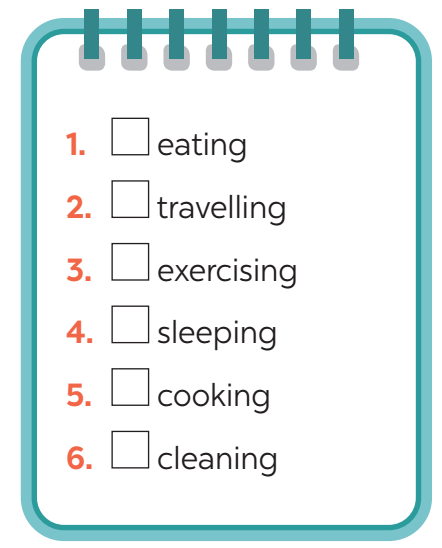 1. eating
2. travelling
3. exercising
4. sleeping
5. cooking
6. cleaning